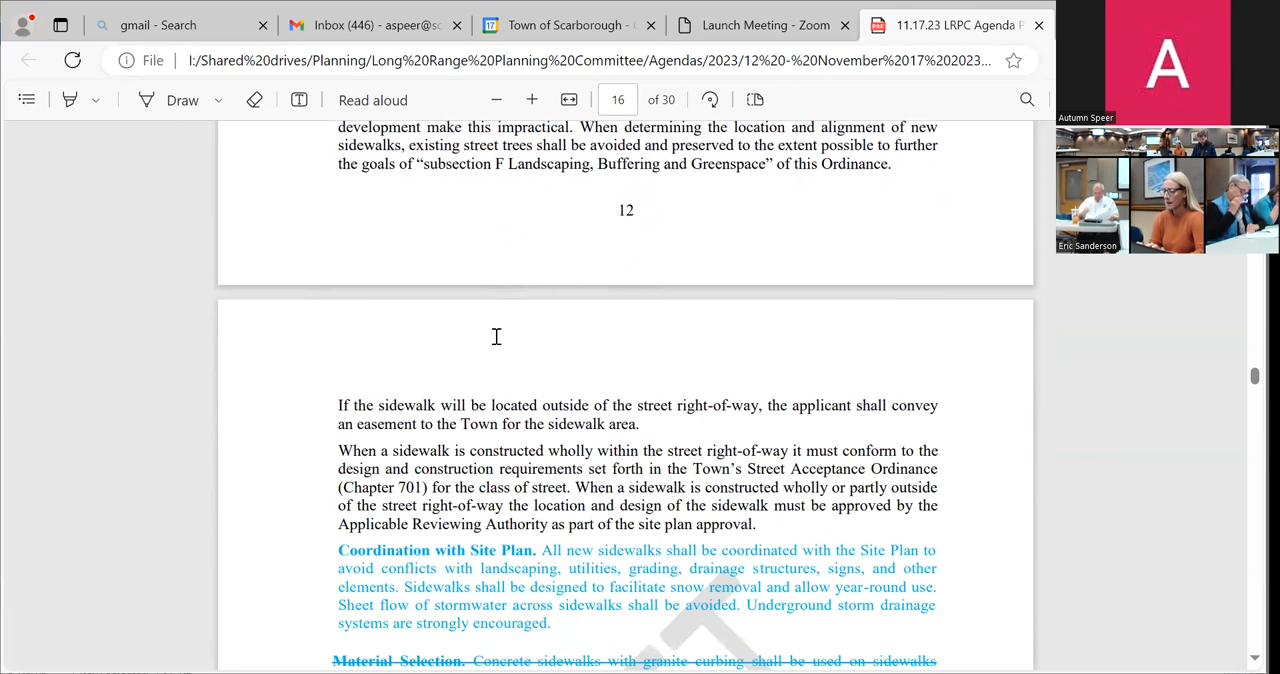 gmail - Search
Inbox (446) - aspeer@sc
Town of Scarborough - C
Launch Meeting - Zoom
11.17.23 LRPC Agenda P
File
I:/Shared%20drives/Planning/Long%20Range%20Planning%20Committee/Agendas/2023/12%20-%20November%2017%202023...
Draw
Read aloud
16 of 30
A
Autumn Speer
Eric Sanderson
development make this impractical. When determining the location and alignment of new
sidewalks, existing street trees shall be avoided and preserved to the extent possible to further
the goals of “subsection F Landscaping, Buffering and Greenspace” of this Ordinance.
12
If the sidewalk will be located outside of the street right-of-way, the applicant shall convey
an easement to the Town for the sidewalk area.
When a sidewalk is constructed wholly within the street right-of-way it must conform to the
design and construction requirements set forth in the Town’s Street Acceptance Ordinance
(Chapter 701) for the class of street. When a sidewalk is constructed wholly or partly outside
of the street right-of-way the location and design of the sidewalk must be approved by the
Applicable Reviewing Authority as part of the site plan approval.
Coordination with Site Plan. All new sidewalks shall be coordinated with the Site Plan to
avoid conflicts with landscaping, utilities, grading, drainage structures, signs, and other
elements. Sidewalks shall be designed to facilitate snow removal and allow year-round use.
Sheet flow of stormwater across sidewalks shall be avoided. Underground storm drainage
systems are strongly encouraged.
Material Selection. Concrete sidewalks with granite curbing shall be used on sidewalks